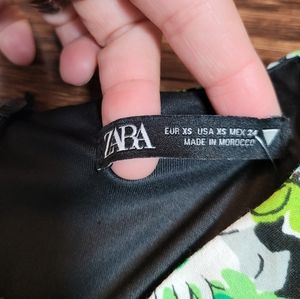 ZARA
EUR XS USA XS MEX 24
MADE IN MOROCCO